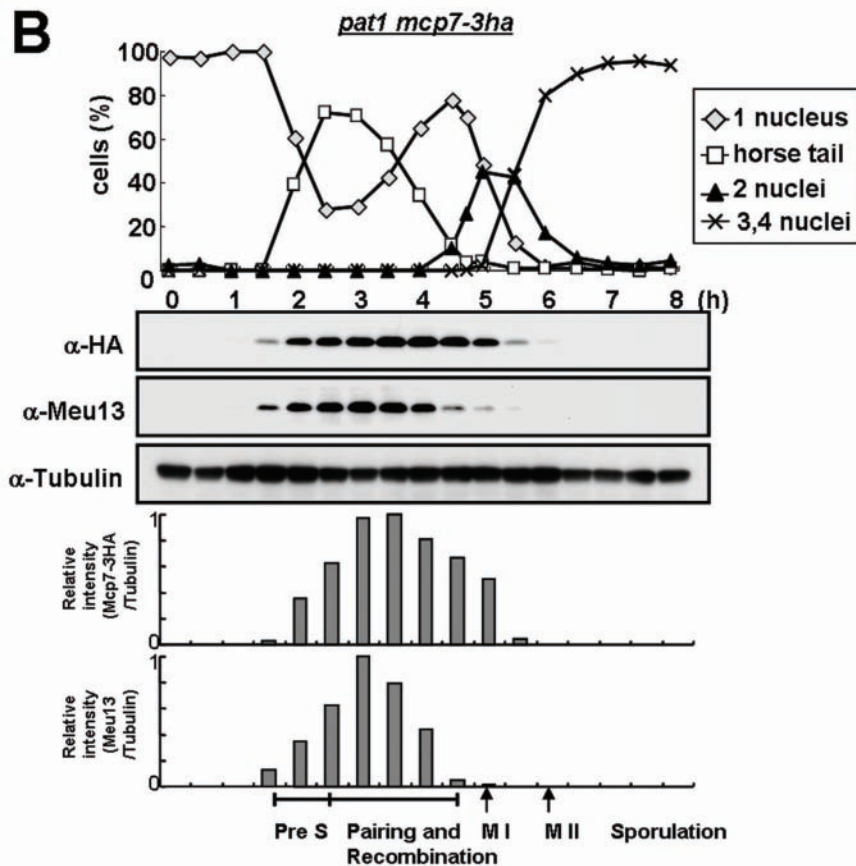 B
pat1 mcp7-3ha
100
80
60
40
20
0
cells (%)
1 nucleus
horse tail
2 nuclei
3,4 nuclei
0 1 2 3 4 5 6 7 8 (h)
α-HA
α-Meu13
α-Tubulin
Relative
intensity
(Mcp7-3HA
/Tubulin)
1
0
Relative
intensity
(Meu13
/Tubulin)
1
0
Pre S Pairing and M I M II Sporulation
Recombination